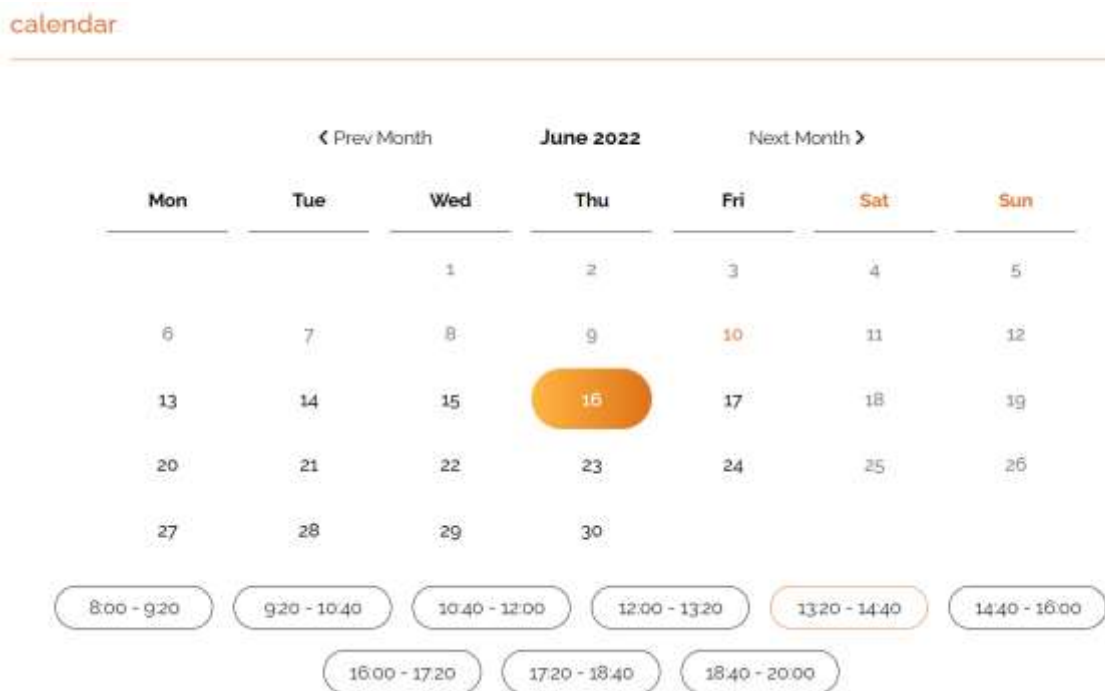 calendar
Prev Month June 2022 Next Month
Mon Tue Wed Thu Fri Sat Sun
1 2 3 4 5
6 7 8 9 10 11 12
13 14 15 16 17 18 19
20 21 22 23 24 25 26
27 28 29 30
8:00 - 9:20 9:20 - 10:40 10:40 - 12:00 12:00 - 13:20 13:20 - 14:40 14:40 - 16:00
16:00 - 17:20 17:20 - 18:40 18:40 - 20:00